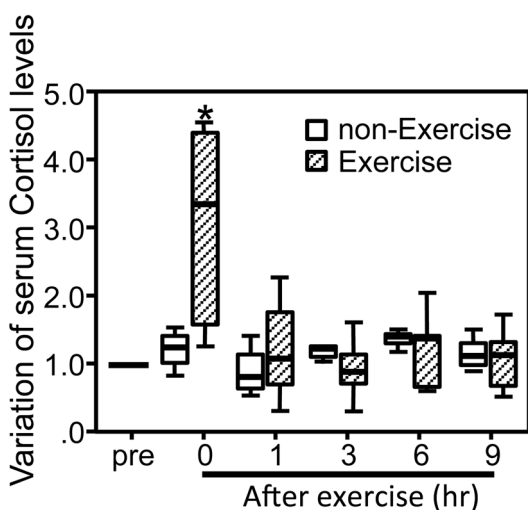 Variation of serum Cortisol levels
5.0
4.0
3.0
2.0
1.0
.0
*
non-Exercise
Exercise
pre 0 1 3 6 9
After exercise (hr)